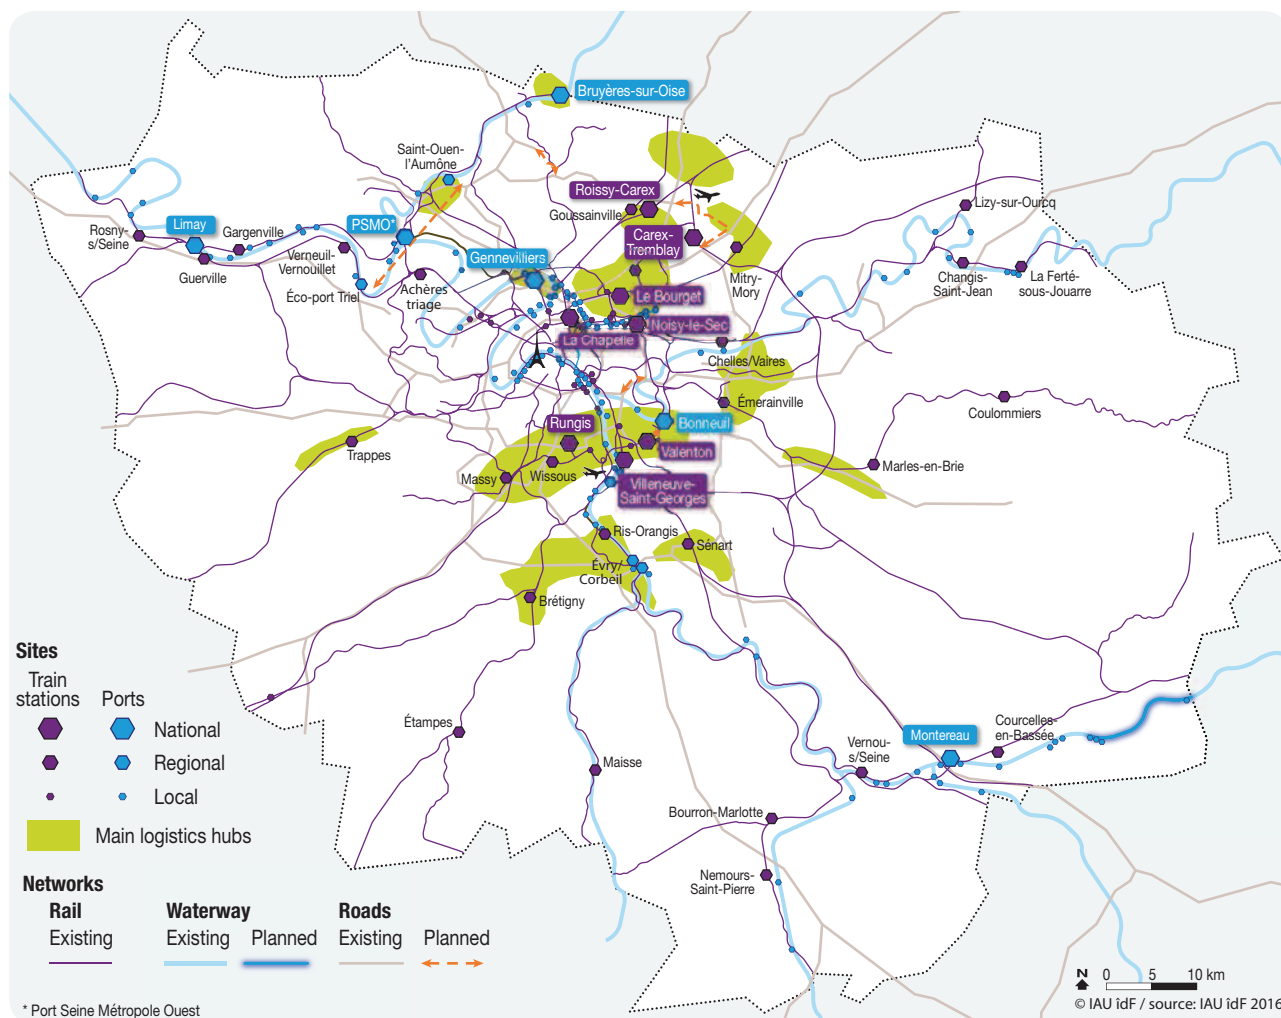 Bruyères-sur-Oise
Saint-Ouen-
l'Aumône
Roissy-Carex
Goussainville
Lizy-sur-Ourcq
Limay
PSMO*
Carex-
Tremblay
Rosny-
s/Seine
Gargenville
Verneuil-
Vernouillet
Gennevilliers
Mitry-
Mory
Changis-
Saint-Jean
La Ferté-
sous-Jouarre
Guerville
Éco-port Triel
Achères
triage
Le Bourget
Noisy-le-Sec
La Chapelle
Chelles/Vaires
Émerainville
Coulommiers
Rungis
Bonneuil
Trappes
Valenton
Marles-en-Brie
Massy
Wissous
Villeneuve-
Saint-Georges
Ris-Orangis
Sénart
Évry/
Corbeil
Brétigny
Étampes
Maisse
Vernou-
s/Seine
Montereau
Courcelles-
en-Bassée
Bourron-Marlotte
Nemours-
Saint-Pierre
Sites
Train
stations
Ports
National
Regional
Local
Main logistics hubs
Networks
Rail
Waterway
Roads
Existing
Existing
Planned
Existing
Planned
* Port Seine Métropole Ouest
N
0 5 10 km
© IAU îdF / source: IAU îdF 2016